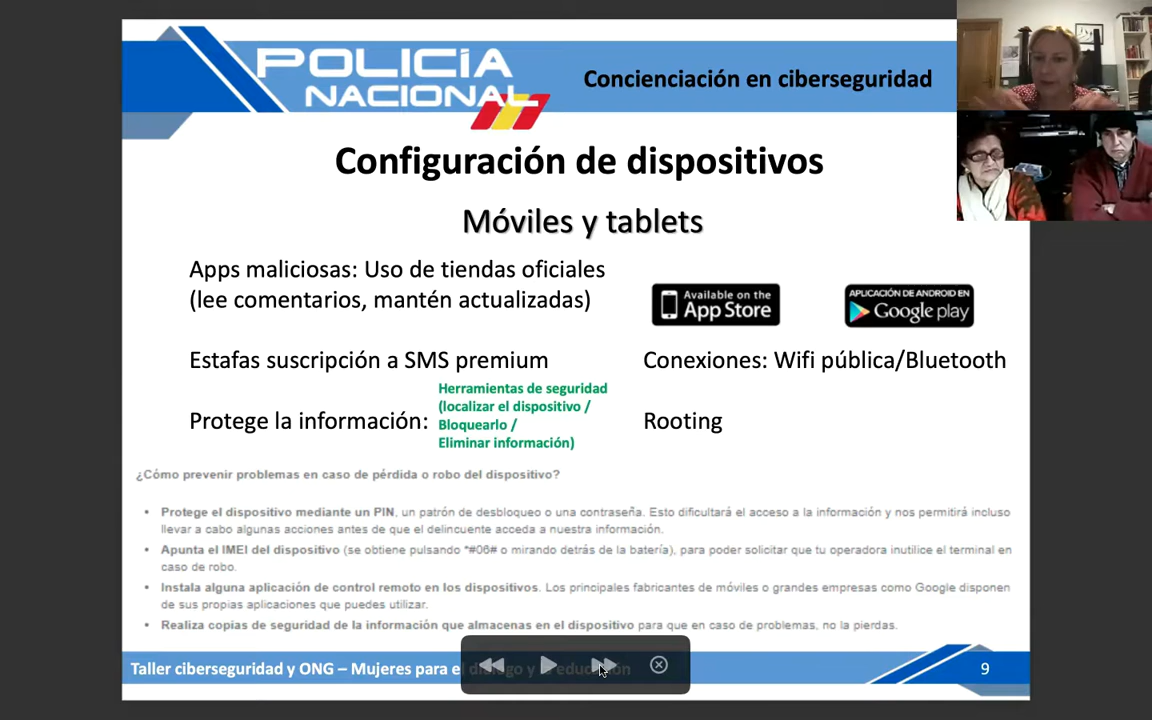 POLICÍA
NACIONAL
Concienciación en ciberseguridad
Configuración de dispositivos
Móviles y tablets
Apps maliciosas: Uso de tiendas oficiales
(lee comentarios, mantén actualizadas)
Available on the
App Store
APLICACIÓN DE ANDROID EN
Google play
Estafas suscripción a SMS premium
Conexiones: Wifi pública/Bluetooth
Protege la información:
Herramientas de seguridad
(localizar el dispositivo /
Bloquearlo /
Eliminar información)
Rooting
¿Cómo prevenir problemas en caso de pérdida o robo del dispositivo?
• Protege el dispositivo mediante un PIN, un patrón de desbloqueo o una contraseña. Esto dificultará el acceso a la información y nos permitirá incluso
llevar a cabo algunas acciones antes de que el delincuente acceda a nuestra información.
• Apunta el IMEI del dispositivo (se obtiene pulsando *#06# o mirando detrás de la batería), para poder solicitar que tu operadora inutilice el terminal en
caso de robo.
• Instala alguna aplicación de control remoto en los dispositivos. Los principales fabricantes de móviles o grandes empresas como Google disponen
de sus propias aplicaciones que puedes utilizar.
• Realiza copias de seguridad de la información que almacenas en el dispositivo para que en caso de problemas, no la pierdas.
Taller ciberseguridad y ONG – Mujeres para el diálogo y la educación
9